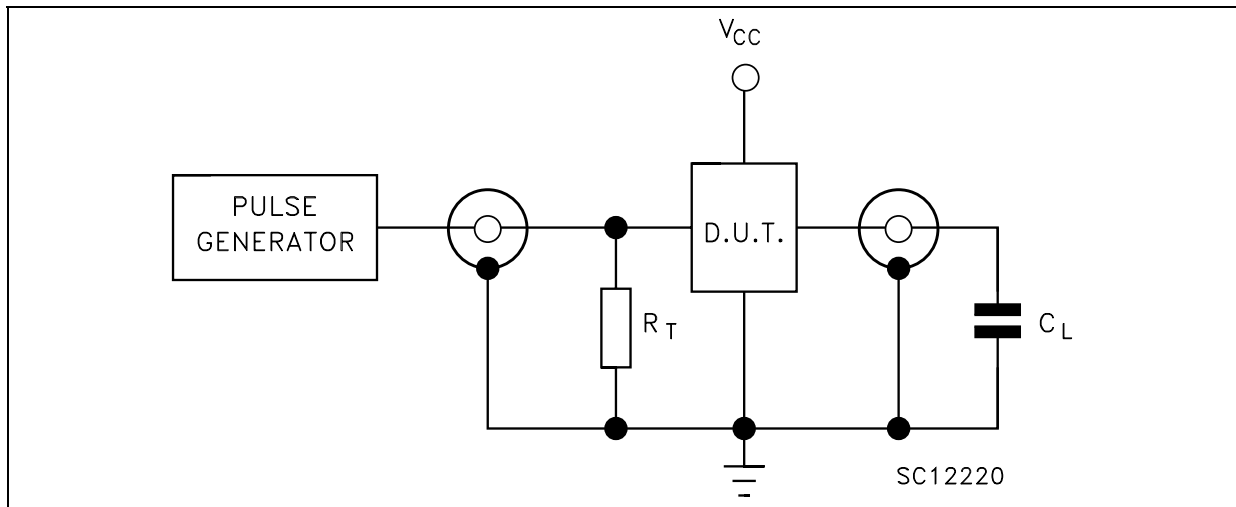 VCC
PULSE
GENERATOR
D.U.T.
RT
CL
SC12220